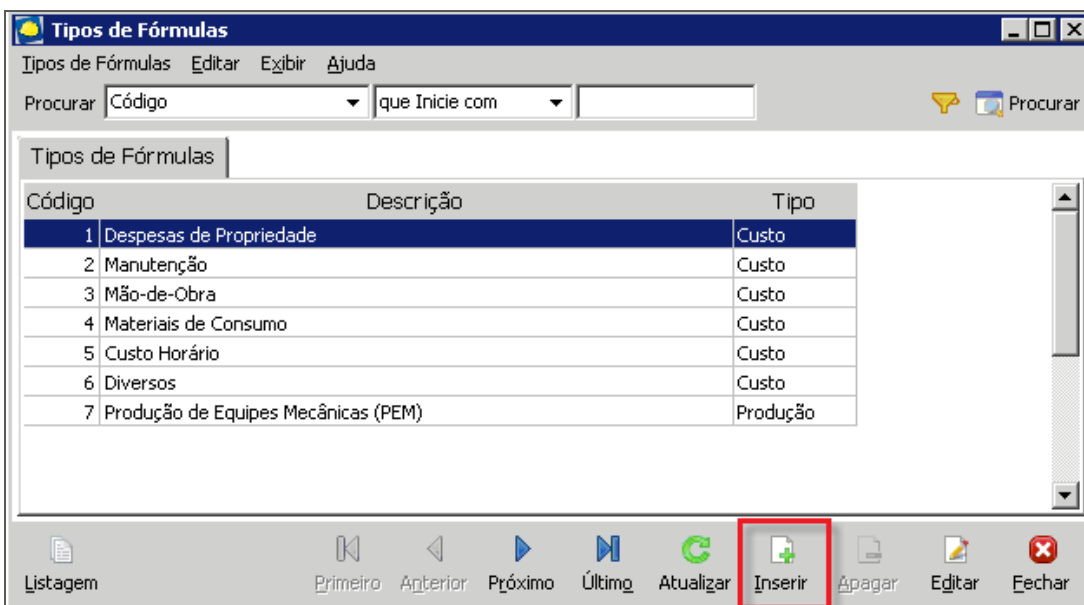 Tipos de Fórmulas
Tipos de Fórmulas Editar Exibir Ajuda
Procurar Código que Inicie com Procurar
Tipos de Fórmulas
Código Descrição Tipo
1 Despesas de Propriedade Custo
2 Manutenção Custo
3 Mão-de-Obra Custo
4 Materiais de Consumo Custo
5 Custo Horário Custo
6 Diversos Custo
7 Produção de Equipes Mecânicas (PEM) Produção
Listagem Primeiro Anterior Próximo Último Atualizar Inserir Apagar Editar Fechar